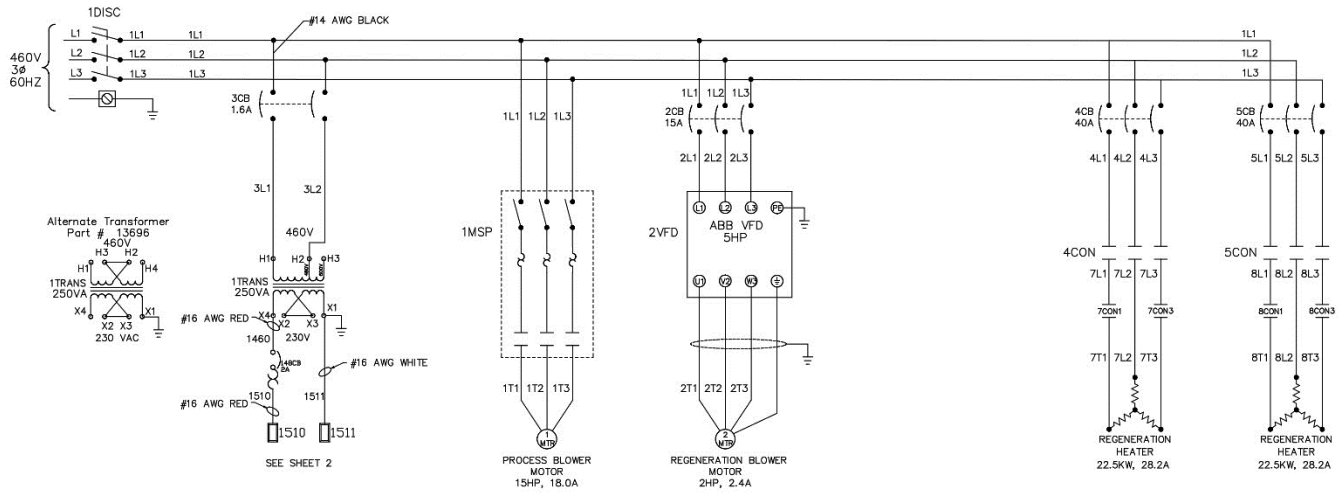 1DISC
#14 AWG BLACK
L1 1L1 1L1 1L1
460V L2 1L2 1L2 1L2
3ø
60HZ L3 1L3 1L3 1L3
3CB
1.6A
1L1 1L2 1L3
1L1 1L2 1L3
2CB
15A
4CB
40A
5CB
40A
2L1 2L2 2L3
4L1 4L2 4L3
5L1 5L2 5L3
3L1 3L2
Alternate Transformer
Part # 13696
460V
H3 H2
H1 H4
1TRANS
250VA
X4 X1
X2 X3
230 VAC
460V
H1 H2 H3
460V 600V
1TRANS
250VA
X4 X2 X3 X1
230V
#16 AWG RED
1460
148CB
2A
#16 AWG WHITE
1510 1511
#16 AWG RED
1510 1511
SEE SHEET 2
1MSP
1T1 1T2 1T3
1
MTR
PROCESS BLOWER
MOTOR
15HP, 18.0A
2VFD
L1 L2 L3 PE
ABB VFD
5HP
U1 V2 W3
2T1 2T2 2T3
2
MTR
REGENERATION BLOWER
MOTOR
2HP, 2.4A
4CON
7L1 7L2 7L3
7CON1 7CON3
7T1 7L2 7T3
REGENERATION
HEATER
22.5KW, 28.2A
5CON
8L1 8L2 8L3
8CON1 8CON3
8T1 8L2 8T3
REGENERATION
HEATER
22.5KW, 28.2A